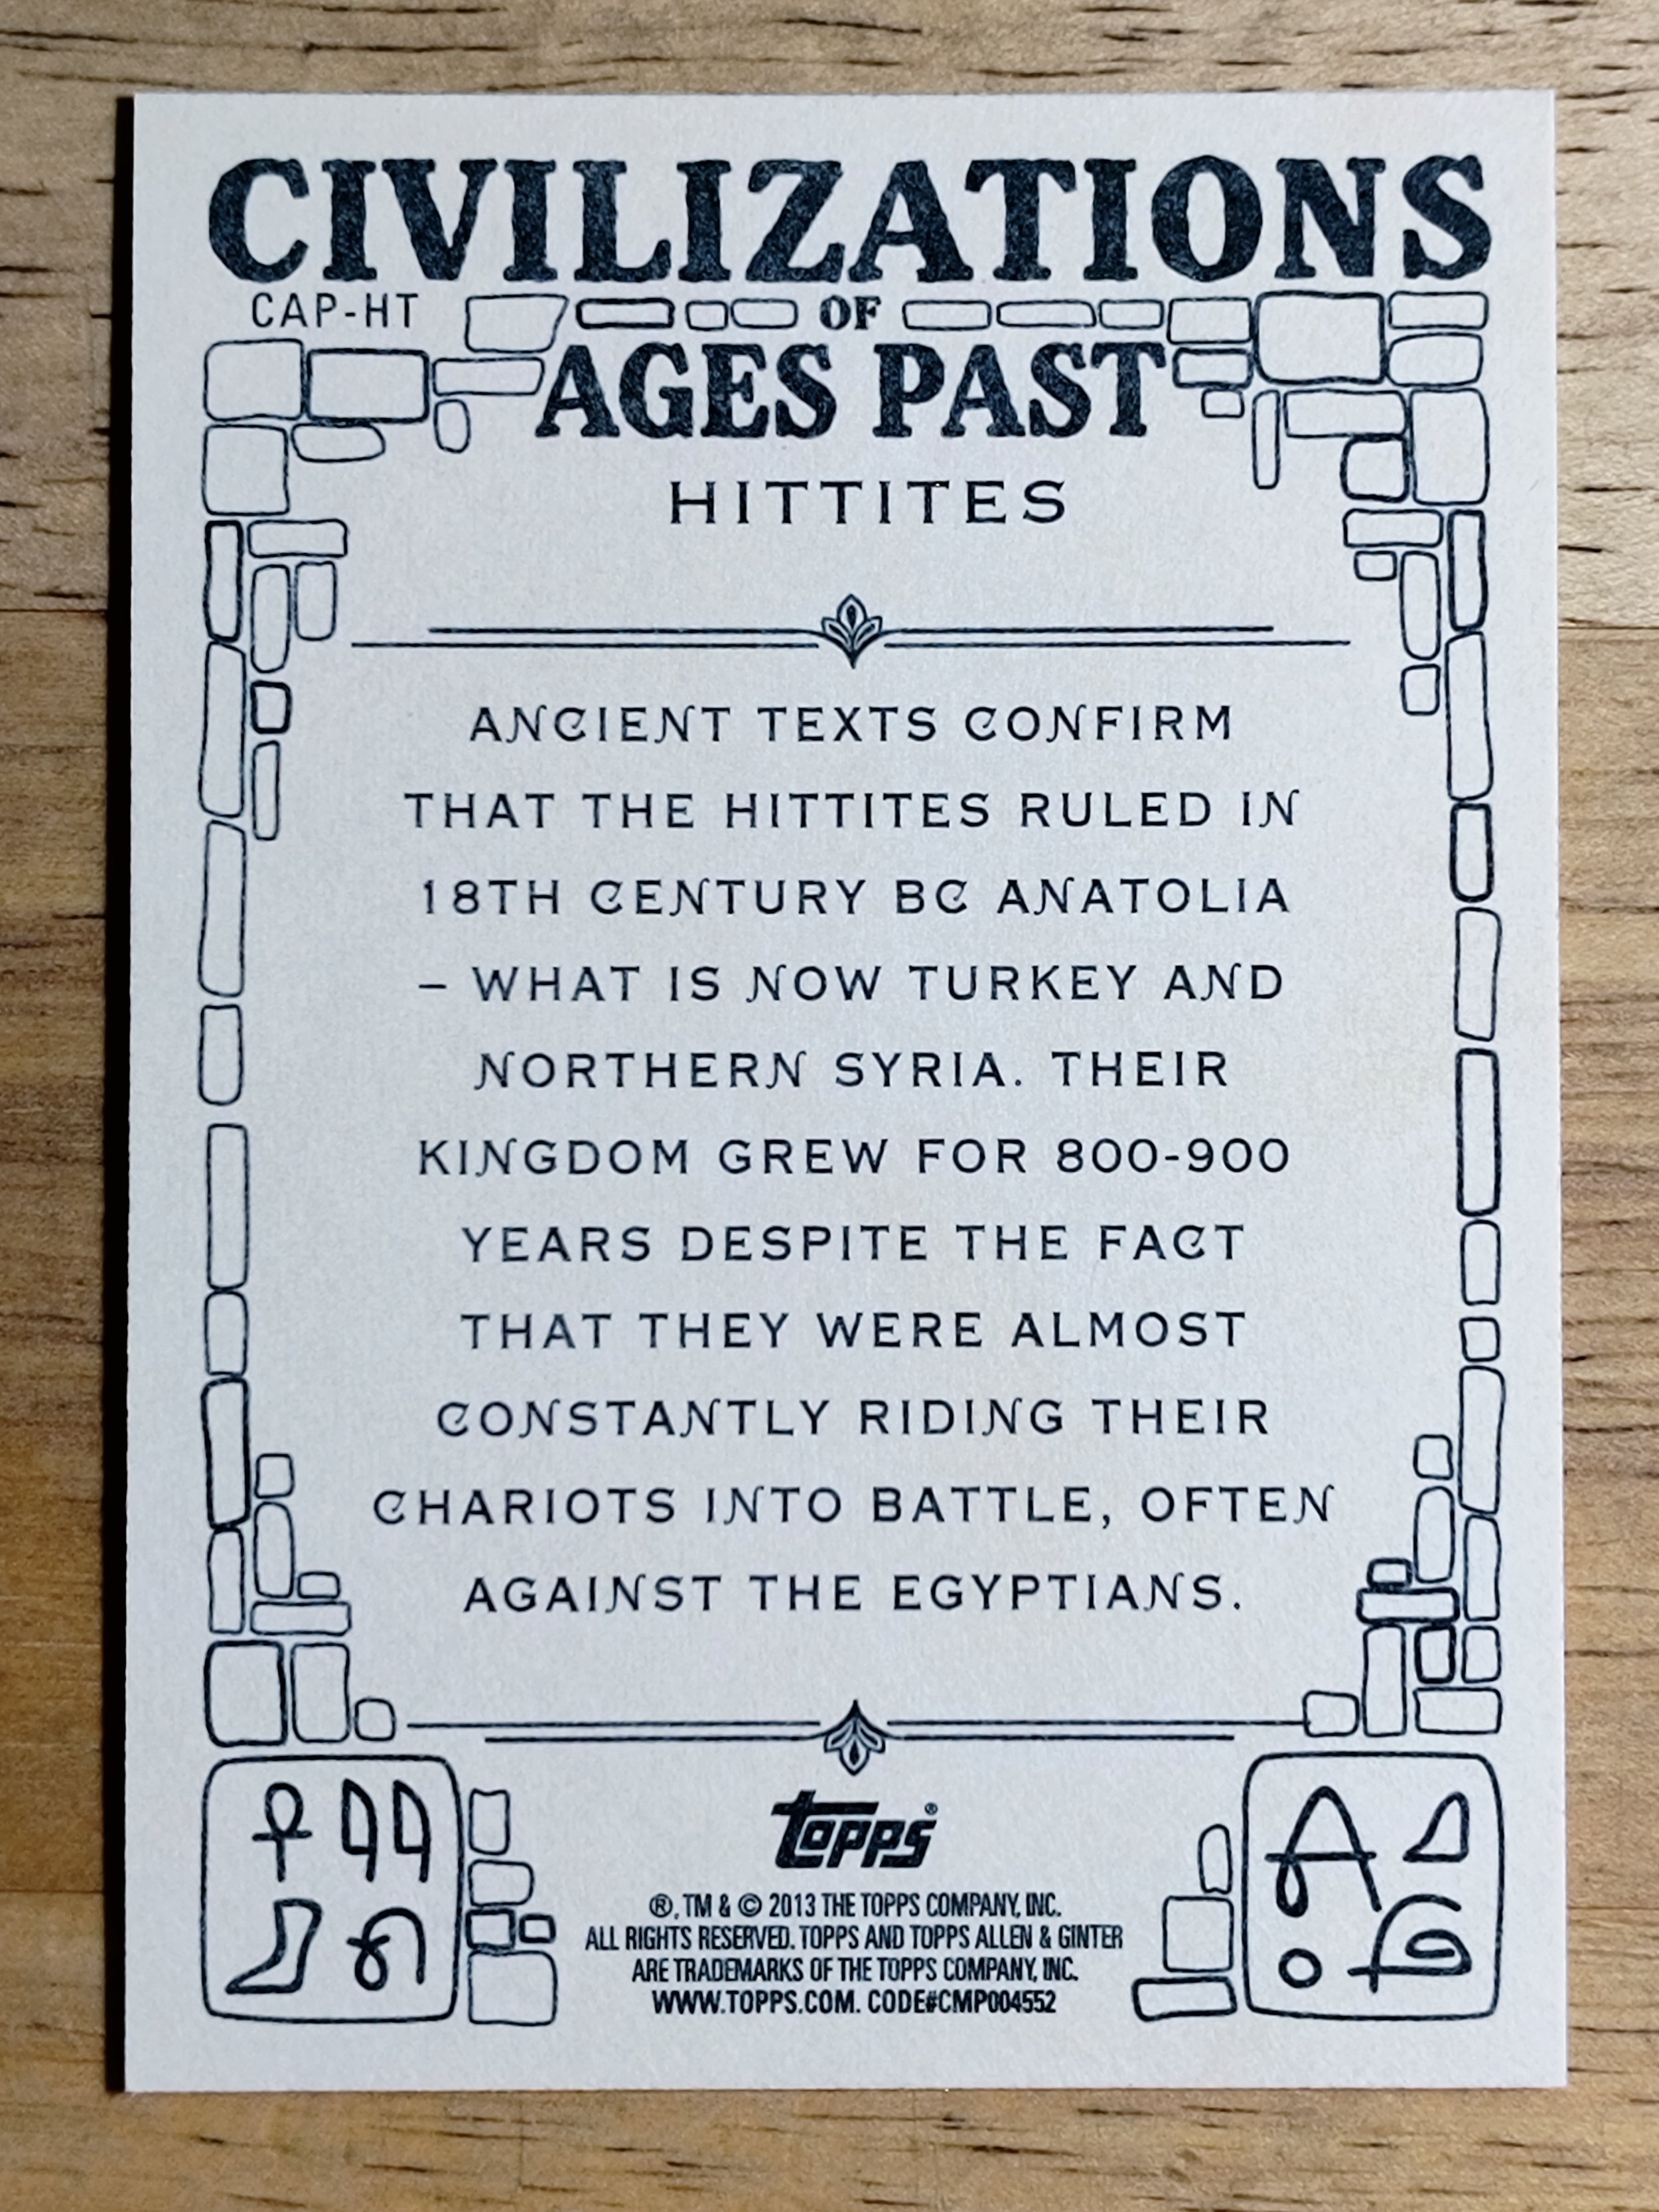 CIVILIZATIONS
CAP-HT
OF
AGES PAST
HITTITES
ANCIENT TEXTS CONFIRM
THAT THE HITTITES RULED IN
18TH CENTURY BC ANATOLIA
– WHAT IS NOW TURKEY AND
NORTHERN SYRIA. THEIR
KINGDOM GREW FOR 800-900
YEARS DESPITE THE FACT
THAT THEY WERE ALMOST
CONSTANTLY RIDING THEIR
CHARIOTS INTO BATTLE, OFTEN
AGAINST THE EGYPTIANS.
topps®
®, TM & © 2013 THE TOPPS COMPANY, INC.
ALL RIGHTS RESERVED. TOPPS AND TOPPS ALLEN & GINTER
ARE TRADEMARKS OF THE TOPPS COMPANY, INC.
WWW.TOPPS.COM. CODE#CMP004552